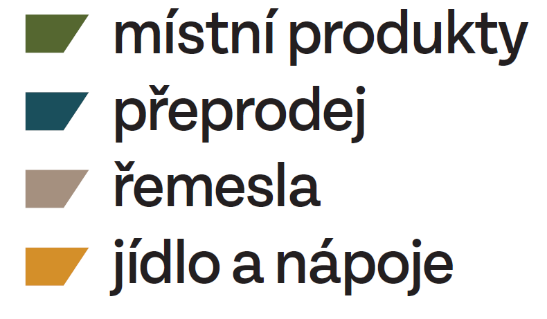 místní produkty
přeprodej
řemesla
jídlo a nápoje